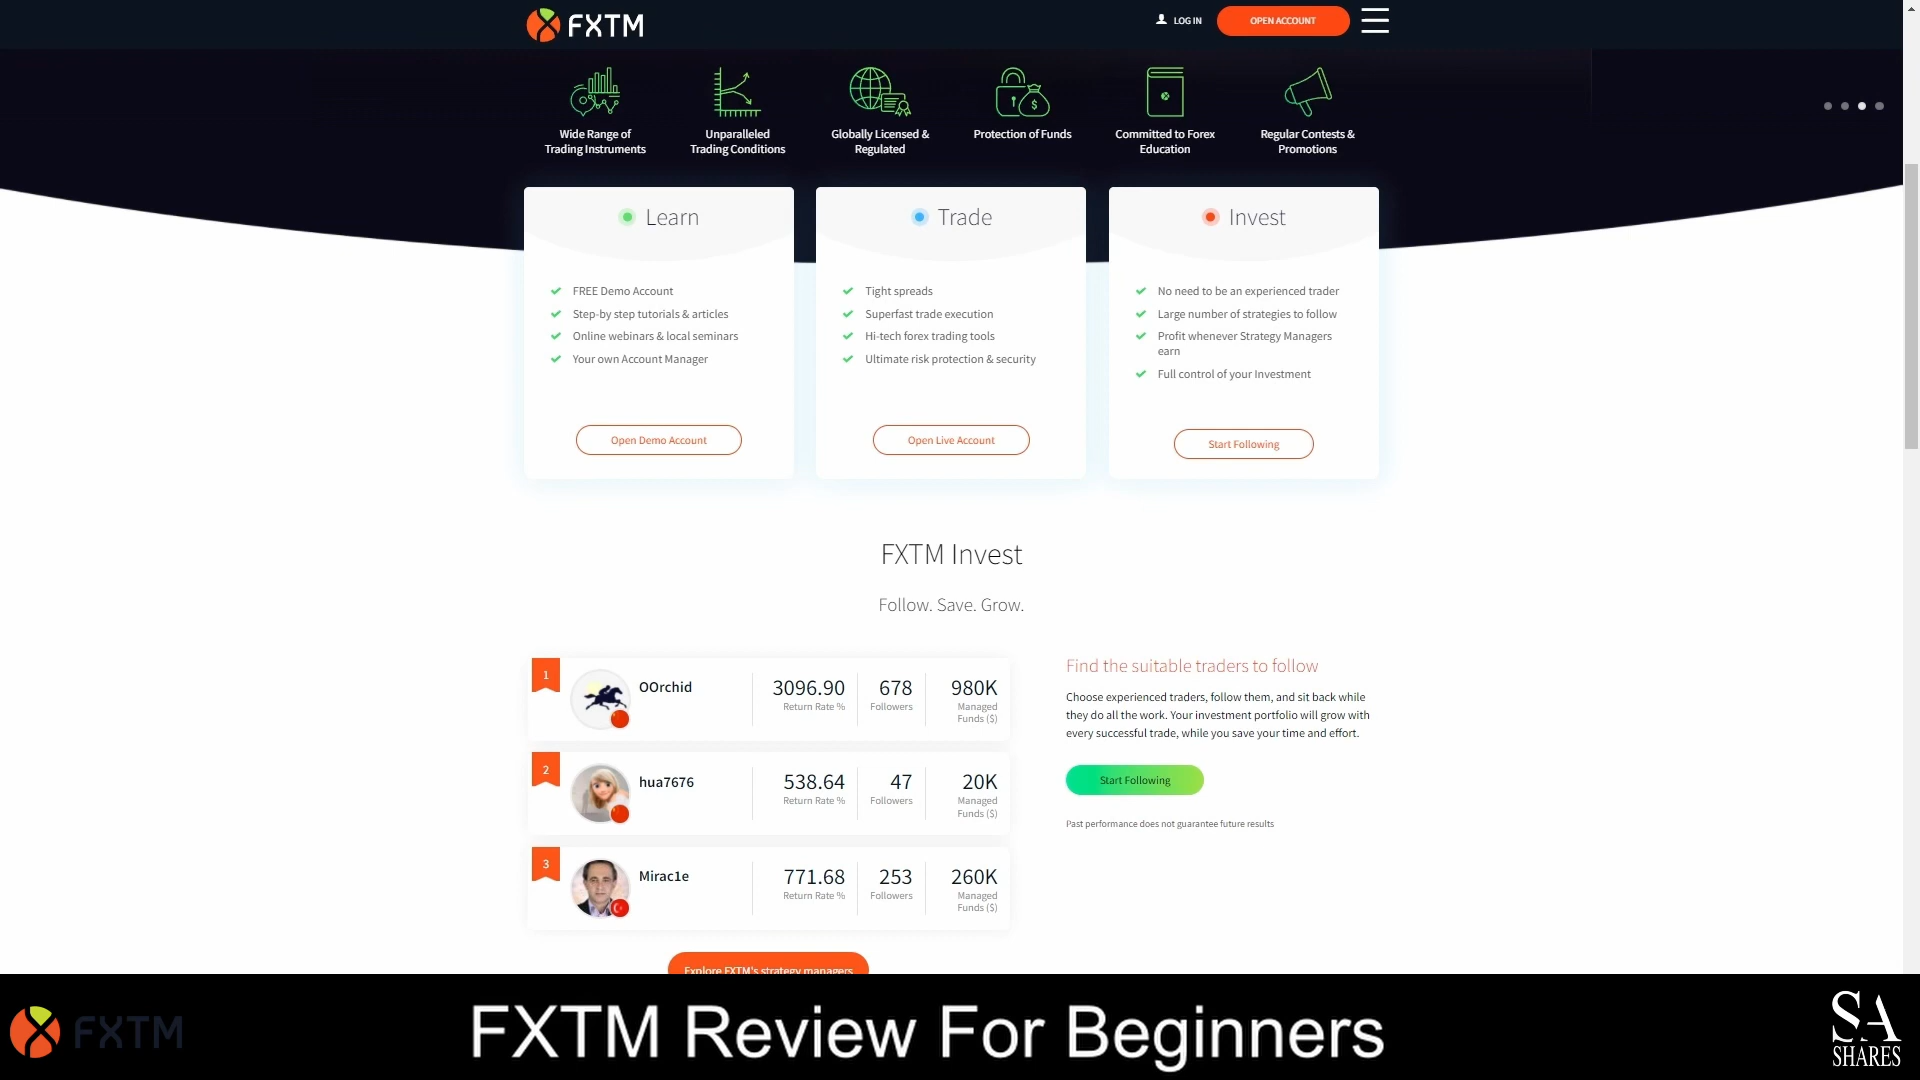 FXTM
LOG IN
OPEN ACCOUNT
Wide Range of
Trading Instruments
Unparalleled
Trading Conditions
Globally Licensed &
Regulated
Protection of Funds
Committed to Forex
Education
Regular Contests &
Promotions
Learn
FREE Demo Account
Step-by step tutorials & articles
Online webinars & local seminars
Your own Account Manager
Open Demo Account
Trade
Tight spreads
Superfast trade execution
Hi-tech forex trading tools
Ultimate risk protection & security
Open Live Account
Invest
No need to be an experienced trader
Large number of strategies to follow
Profit whenever Strategy Managers
earn
Full control of your Investment
Start Following
FXTM Invest
Follow. Save. Grow.
1
OOrchid
3096.90
Return Rate %
678
Followers
980K
Managed
Funds ($)
2
hua7676
538.64
Return Rate %
47
Followers
20K
Managed
Funds ($)
3
Mirac1e
771.68
Return Rate %
253
Followers
260K
Managed
Funds ($)
Explore FXTM's strategy managers
Find the suitable traders to follow
Choose experienced traders, follow them, and sit back while
they do all the work. Your investment portfolio will grow with
every successful trade, while you save your time and effort.
Start Following
Past performance does not guarantee future results
FXTM
FXTM Review For Beginners
SA
SHARES